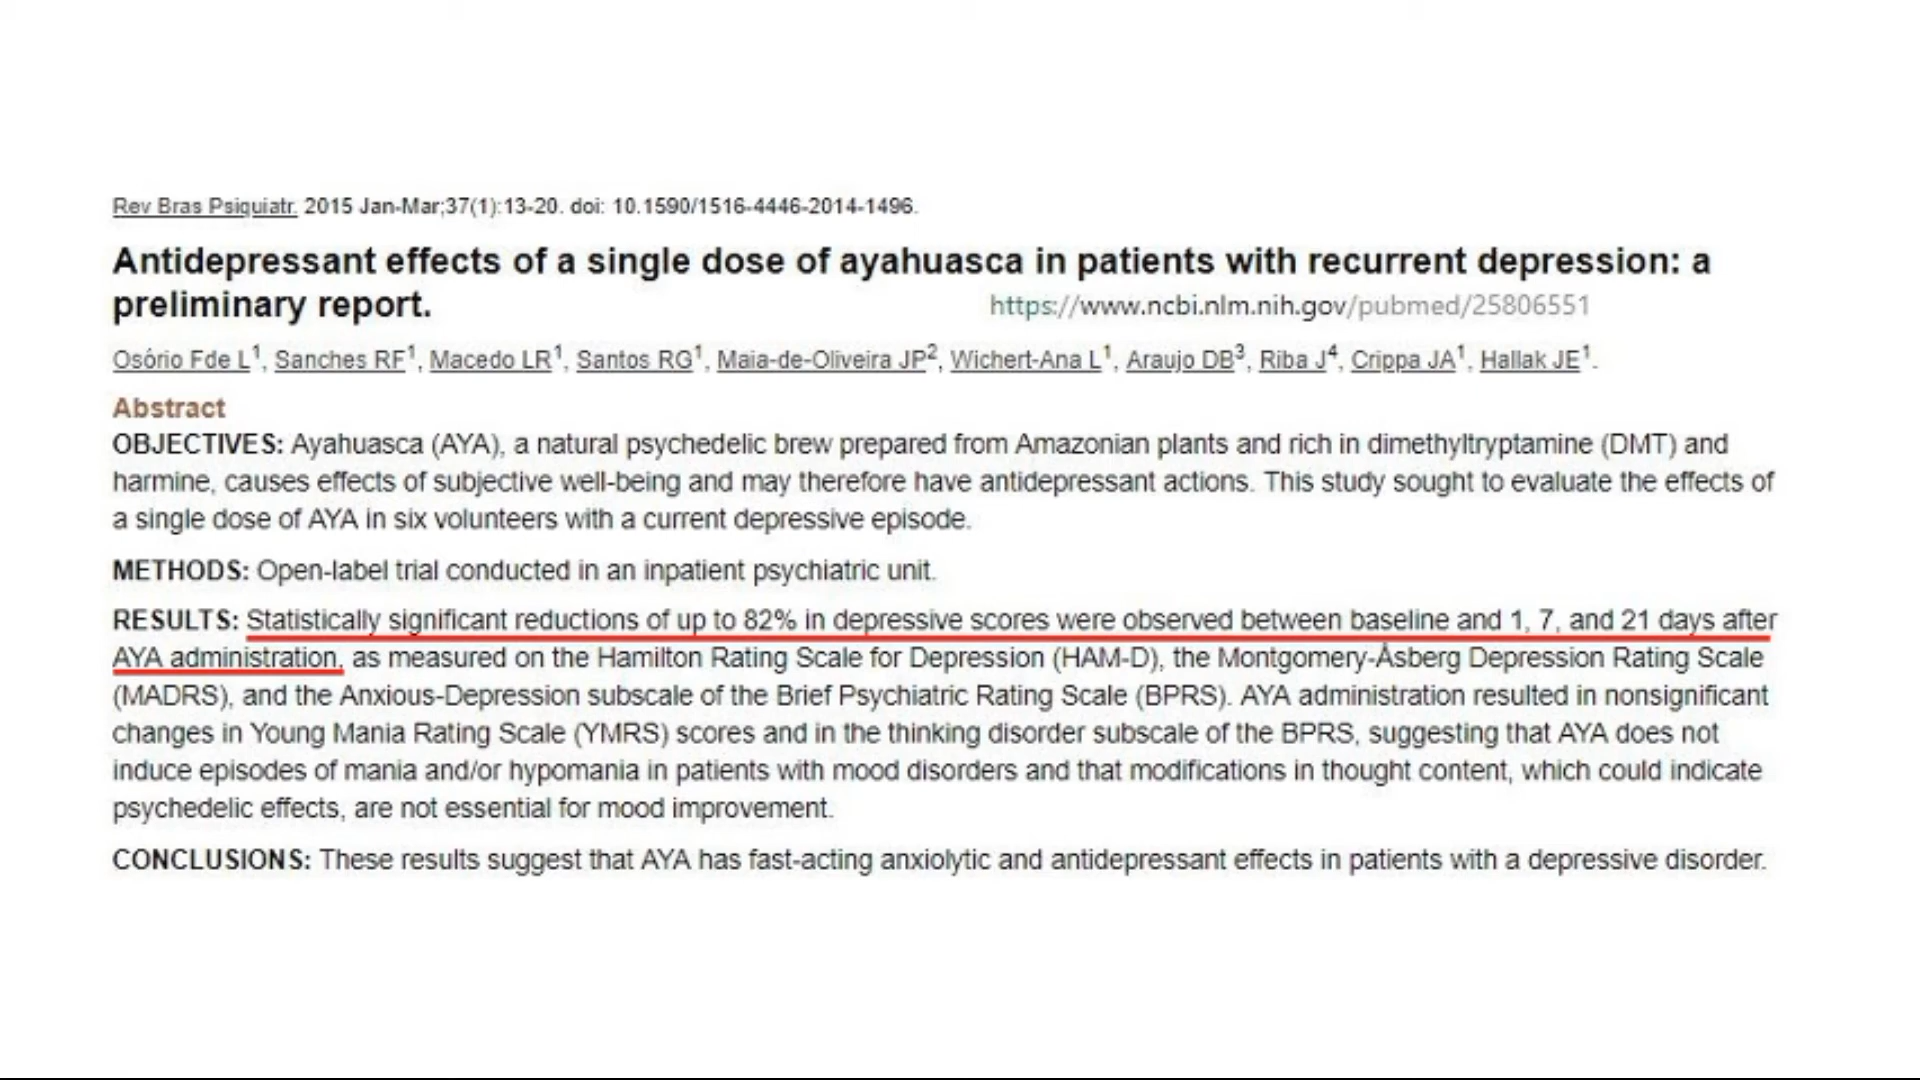 Rev Bras Psiquiatr. 2015 Jan-Mar;37(1):13-20. doi: 10.1590/1516-4446-2014-1496.
Antidepressant effects of a single dose of ayahuasca in patients with recurrent depression: a
preliminary report.
https://www.ncbi.nlm.nih.gov/pubmed/25806551
Osório Fde L1, Sanches RF1, Macedo LR1, Santos RG1, Maia-de-Oliveira JP2, Wichert-Ana L1, Araujo DB3, Riba J4, Crippa JA1, Hallak JE1.
Abstract
OBJECTIVES: Ayahuasca (AYA), a natural psychedelic brew prepared from Amazonian plants and rich in dimethyltryptamine (DMT) and
harmine, causes effects of subjective well-being and may therefore have antidepressant actions. This study sought to evaluate the effects of
a single dose of AYA in six volunteers with a current depressive episode.
METHODS: Open-label trial conducted in an inpatient psychiatric unit.
RESULTS: Statistically significant reductions of up to 82% in depressive scores were observed between baseline and 1, 7, and 21 days after
AYA administration, as measured on the Hamilton Rating Scale for Depression (HAM-D), the Montgomery-Åsberg Depression Rating Scale
(MADRS), and the Anxious-Depression subscale of the Brief Psychiatric Rating Scale (BPRS). AYA administration resulted in nonsignificant
changes in Young Mania Rating Scale (YMRS) scores and in the thinking disorder subscale of the BPRS, suggesting that AYA does not
induce episodes of mania and/or hypomania in patients with mood disorders and that modifications in thought content, which could indicate
psychedelic effects, are not essential for mood improvement.
CONCLUSIONS: These results suggest that AYA has fast-acting anxiolytic and antidepressant effects in patients with a depressive disorder.